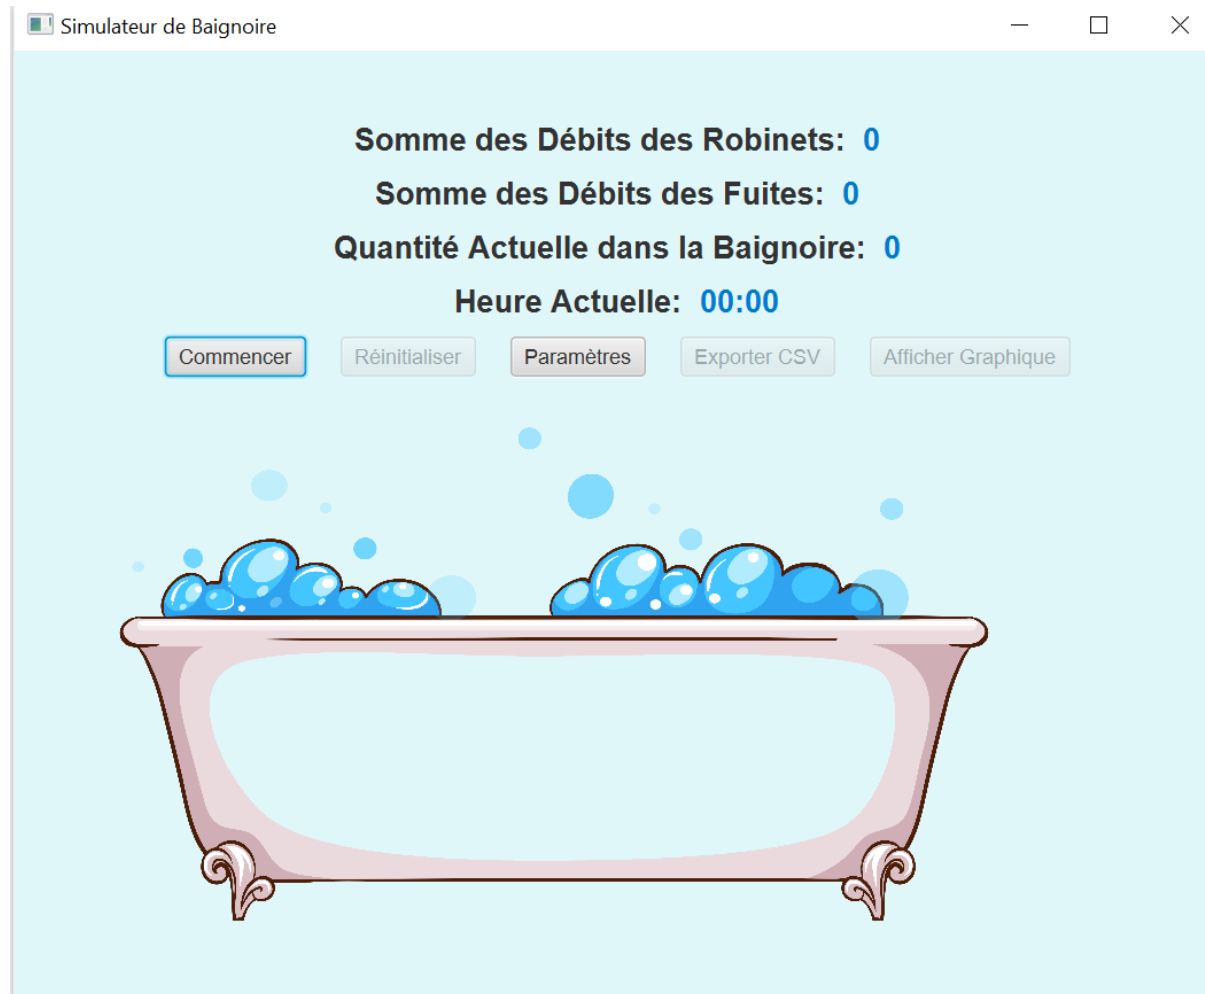 Simulateur de Baignoire
Somme des Débits des Robinets: 0
Somme des Débits des Fuites: 0
Quantité Actuelle dans la Baignoire: 0
Heure Actuelle: 00:00
Commencer Réinitialiser Paramètres Exporter CSV Afficher Graphique